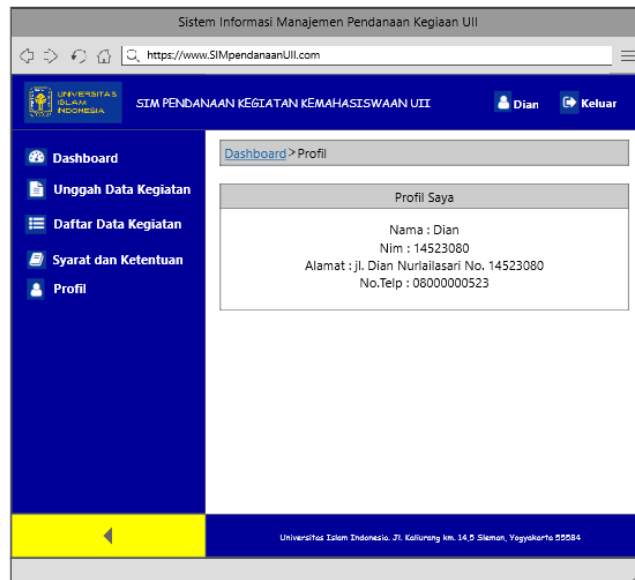 Sistem Informasi Manajemen Pendanaan Kegiaan UII
https://www.SIMpendanaanUII.com
UNIVERSITAS
ISLAM
INDONESIA
SIM PENDANAAN KEGIATAN KEMAHASISWAAN UII
Dian
Keluar
Dashboard
Unggah Data Kegiatan
Daftar Data Kegiatan
Syarat dan Ketentuan
Profil
Dashboard > Profil
Profil Saya
Nama : Dian
Nim : 14523080
Alamat : jl. Dian Nurlailasari No. 14523080
No.Telp : 08000000523
Universitas Islam Indonesia. Jl. Kaliurang km. 14,5 Sleman, Yogyakarta 55584